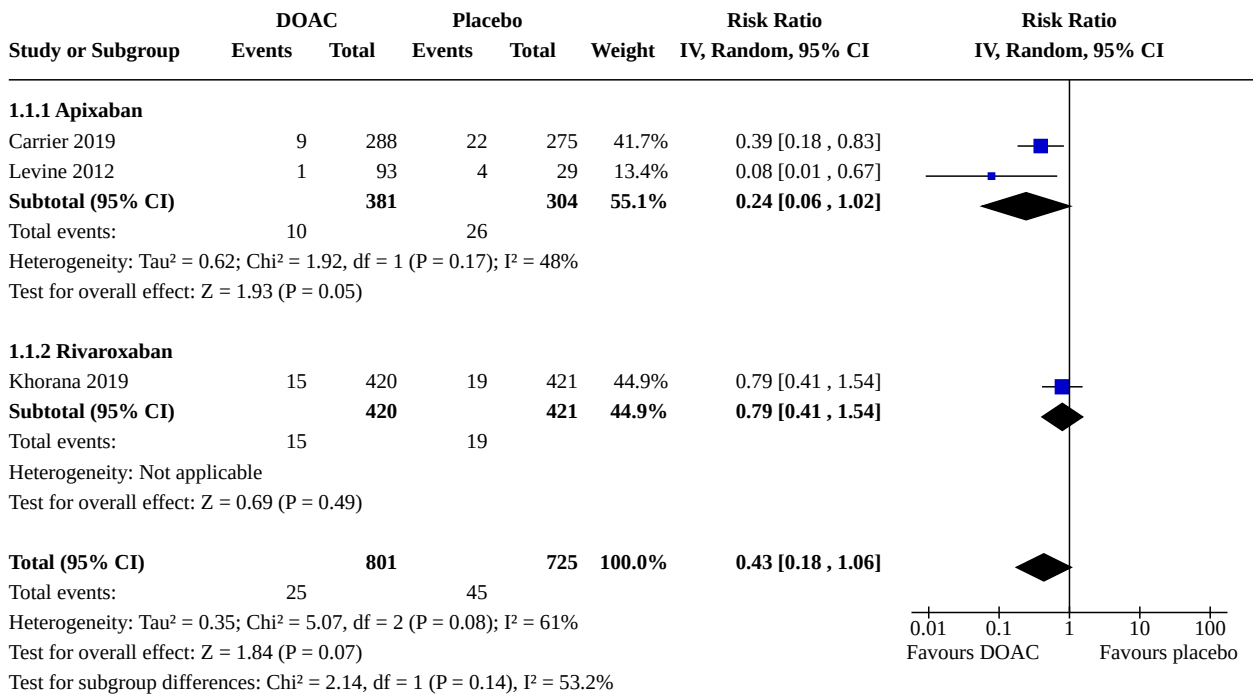 DOAC Placebo Risk Ratio Risk Ratio
Study or Subgroup Events Total Events Total Weight IV, Random, 95% CI IV, Random, 95% CI
1.1.1 Apixaban
Carrier 2019 9 288 22 275 41.7% 0.39 [0.18 , 0.83]
Levine 2012 1 93 4 29 13.4% 0.08 [0.01 , 0.67]
Subtotal (95% CI) 381 304 55.1% 0.24 [0.06 , 1.02]
Total events: 10 26
Heterogeneity: Tau² = 0.62; Chi² = 1.92, df = 1 (P = 0.17); I² = 48%
Test for overall effect: Z = 1.93 (P = 0.05)
1.1.2 Rivaroxaban
Khorana 2019 15 420 19 421 44.9% 0.79 [0.41 , 1.54]
Subtotal (95% CI) 420 421 44.9% 0.79 [0.41 , 1.54]
Total events: 15 19
Heterogeneity: Not applicable
Test for overall effect: Z = 0.69 (P = 0.49)
Total (95% CI) 801 725 100.0% 0.43 [0.18 , 1.06]
Total events: 25 45
Heterogeneity: Tau² = 0.35; Chi² = 5.07, df = 2 (P = 0.08); I² = 61%
0.01 0.1 1 10 100
Test for overall effect: Z = 1.84 (P = 0.07) Favours DOAC Favours placebo
Test for subgroup differences: Chi² = 2.14, df = 1 (P = 0.14), I² = 53.2%